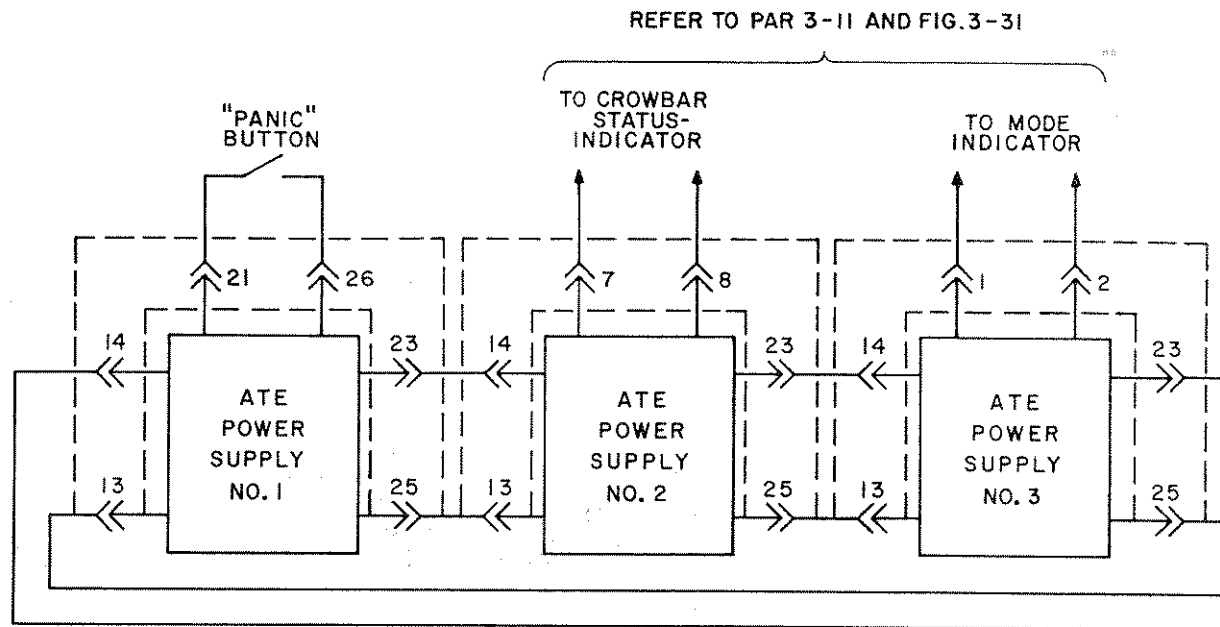 REFER TO PAR 3-11 AND FIG.3-31
"PANIC"
BUTTON
TO CROWBAR
STATUS-
INDICATOR
TO MODE
INDICATOR
21
26
7
8
1
2
14
23
14
23
14
23
ATE
POWER
SUPPLY
NO. 1
ATE
POWER
SUPPLY
NO. 2
ATE
POWER
SUPPLY
NO. 3
13
25
13
25
13
25